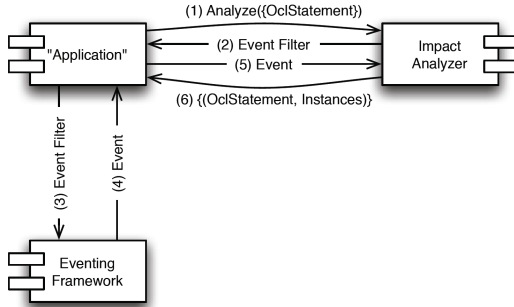 (1) Analyze({OclStatement})
(2) Event Filter
"Application"
Impact
Analyzer
(5) Event
(6) {(OclStatement, Instances)}
(3) Event Filter
(4) Event
Eventing
Framework